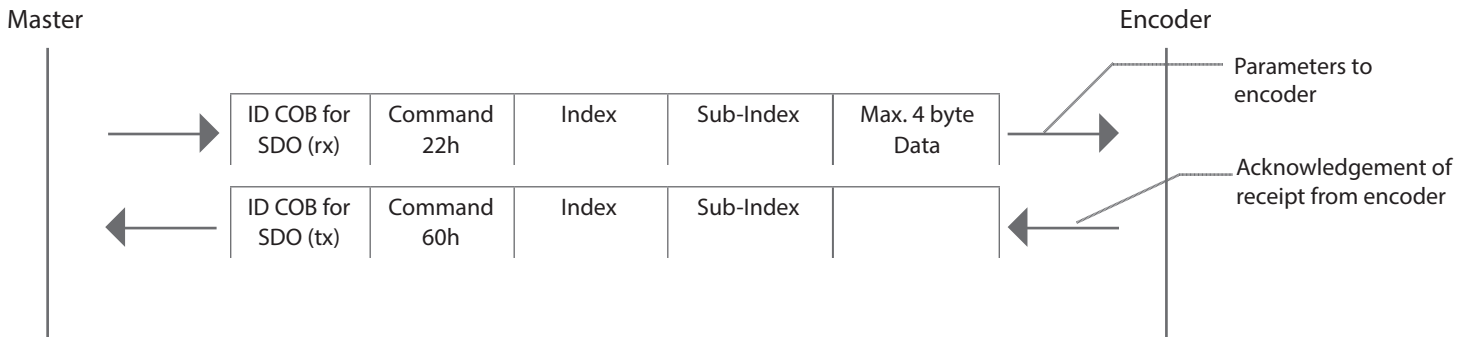 Master
Encoder
Parameters to
encoder
ID COB for
SDO (rx)
Command
22h
Index
Sub-Index
Max. 4 byte
Data
Acknowledgement of
receipt from encoder
ID COB for
SDO (tx)
Command
60h
Index
Sub-Index